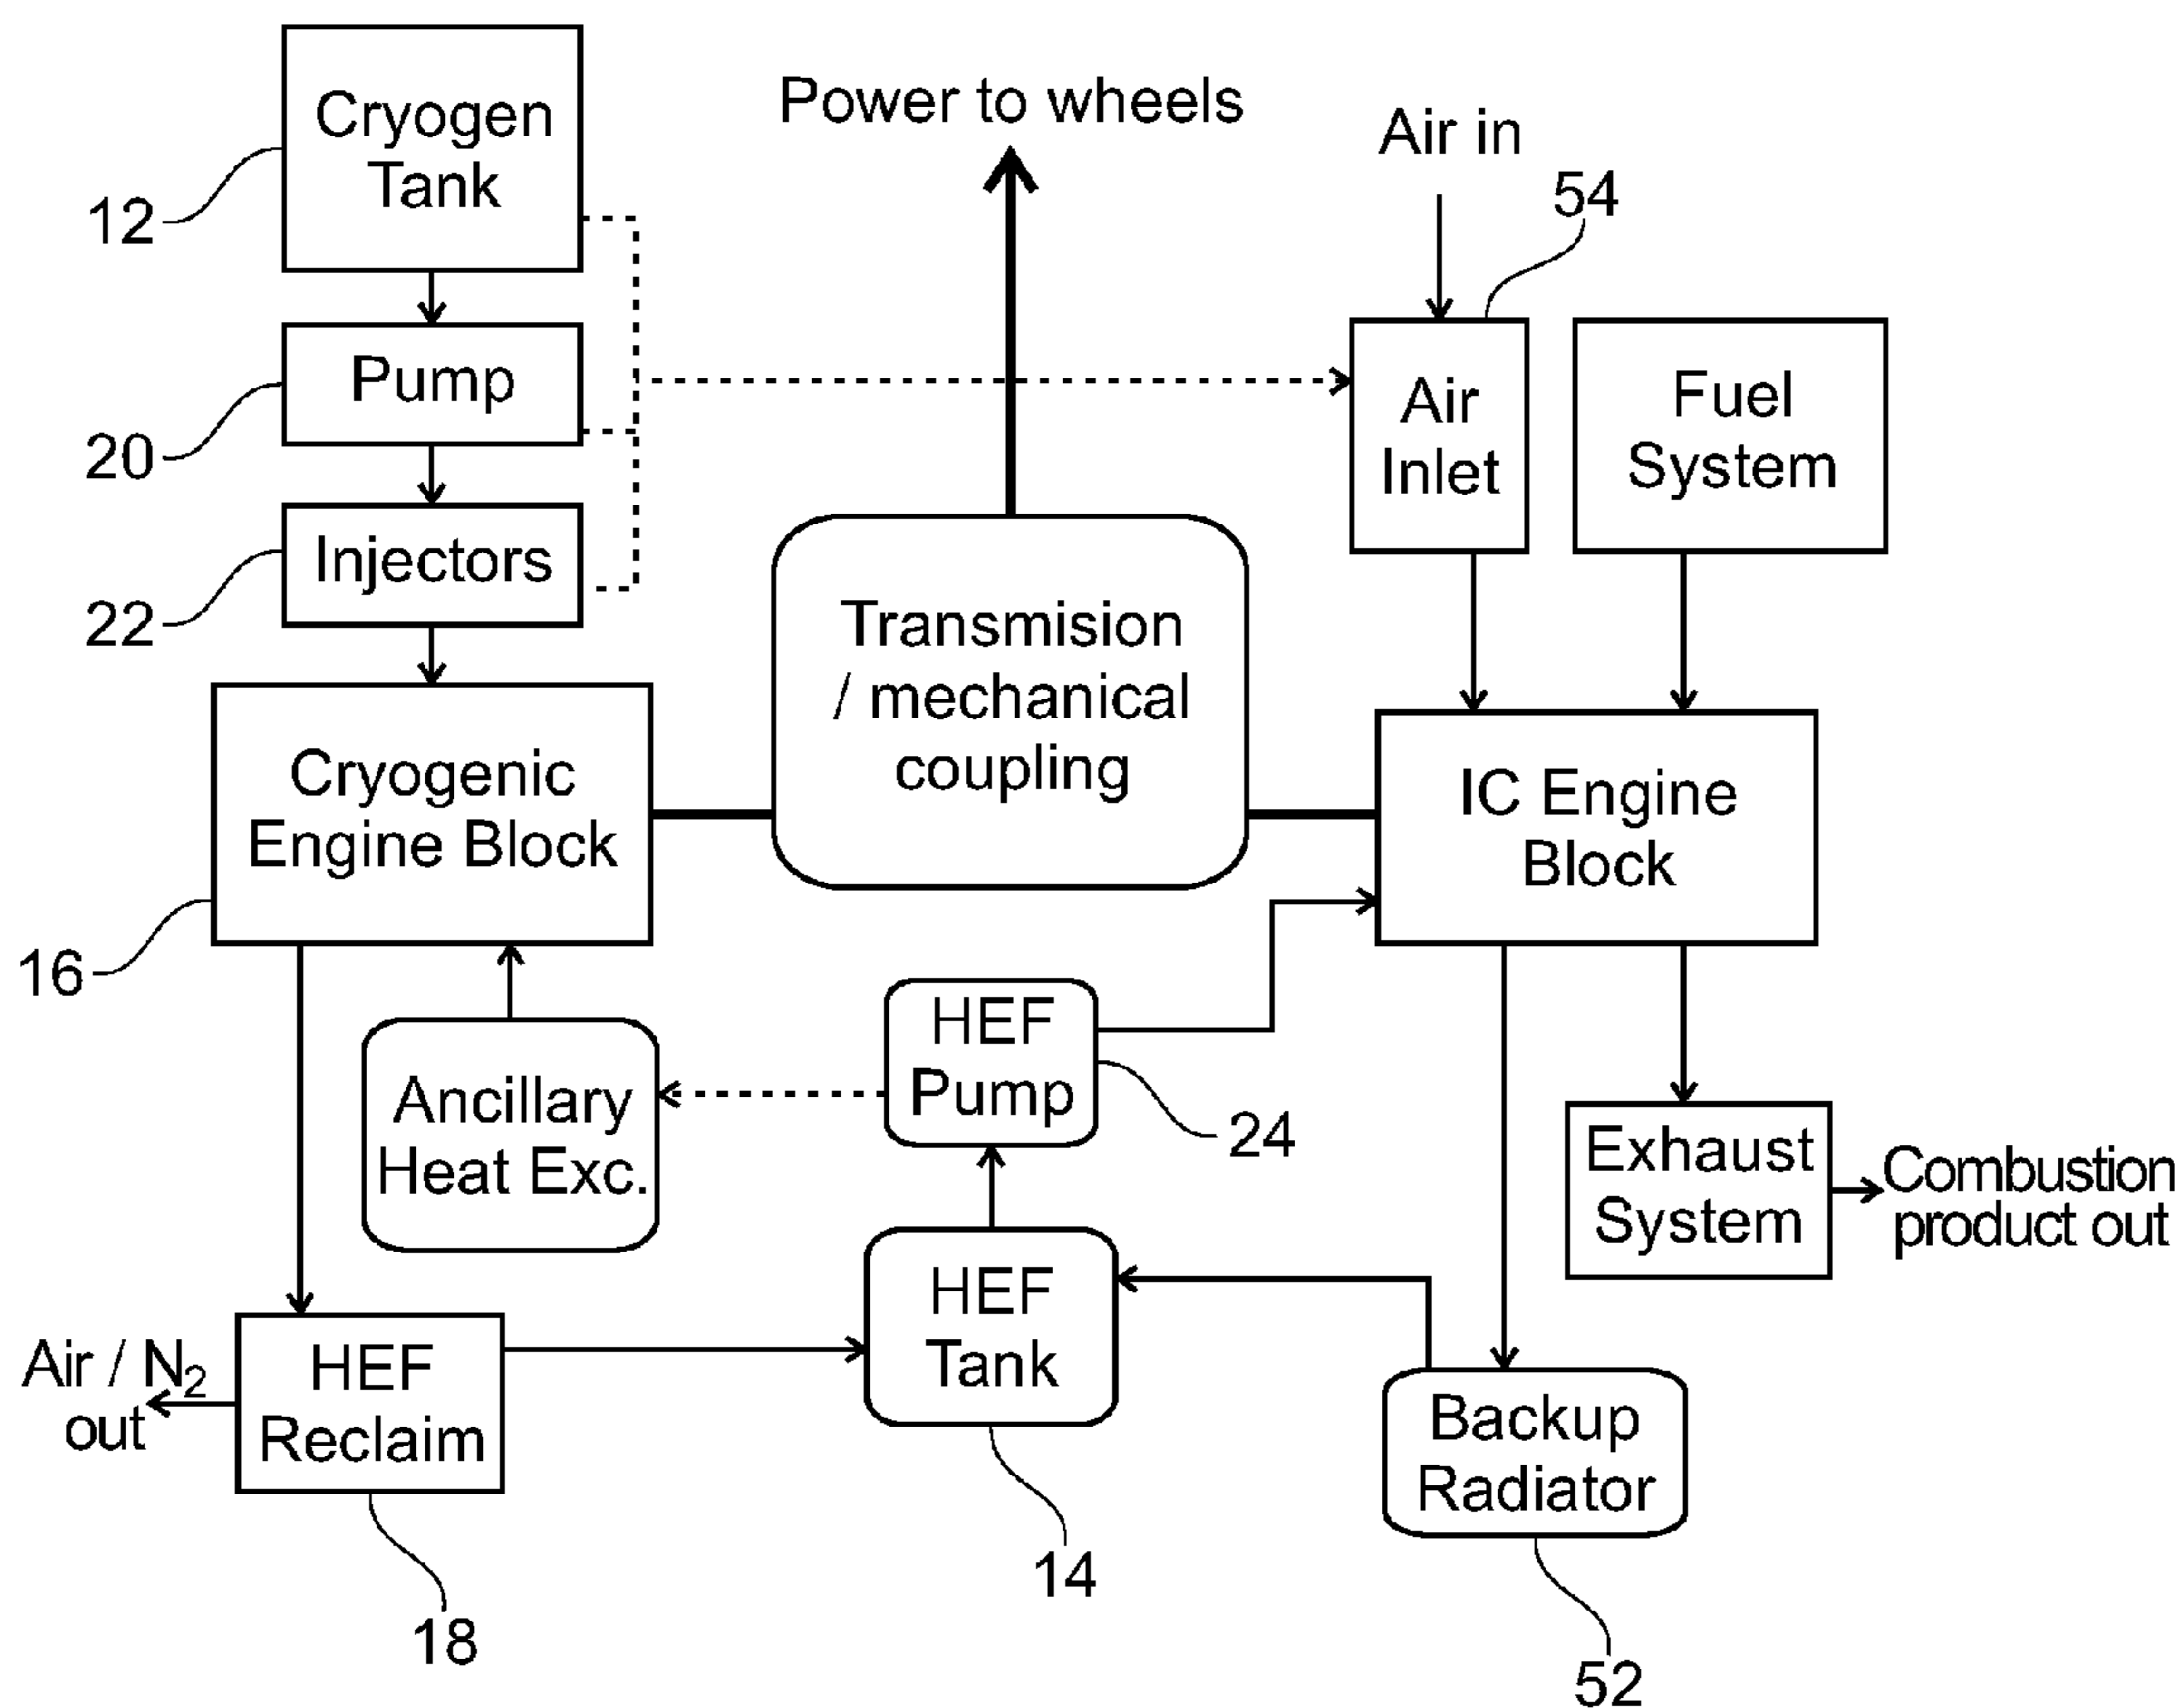 Cryogen
Tank
12
Power to wheels
Air in
54
Pump
20
Air
Inlet
Fuel
System
Injectors
22
Transmision
/ mechanical
coupling
Cryogenic
Engine Block
16
IC Engine
Block
HEF
Pump
24
Ancillary
Heat Exc.
Exhaust
System
Combustion
product out
HEF
Tank
14
Air / N₂
out
HEF
Reclaim
18
Backup
Radiator
52